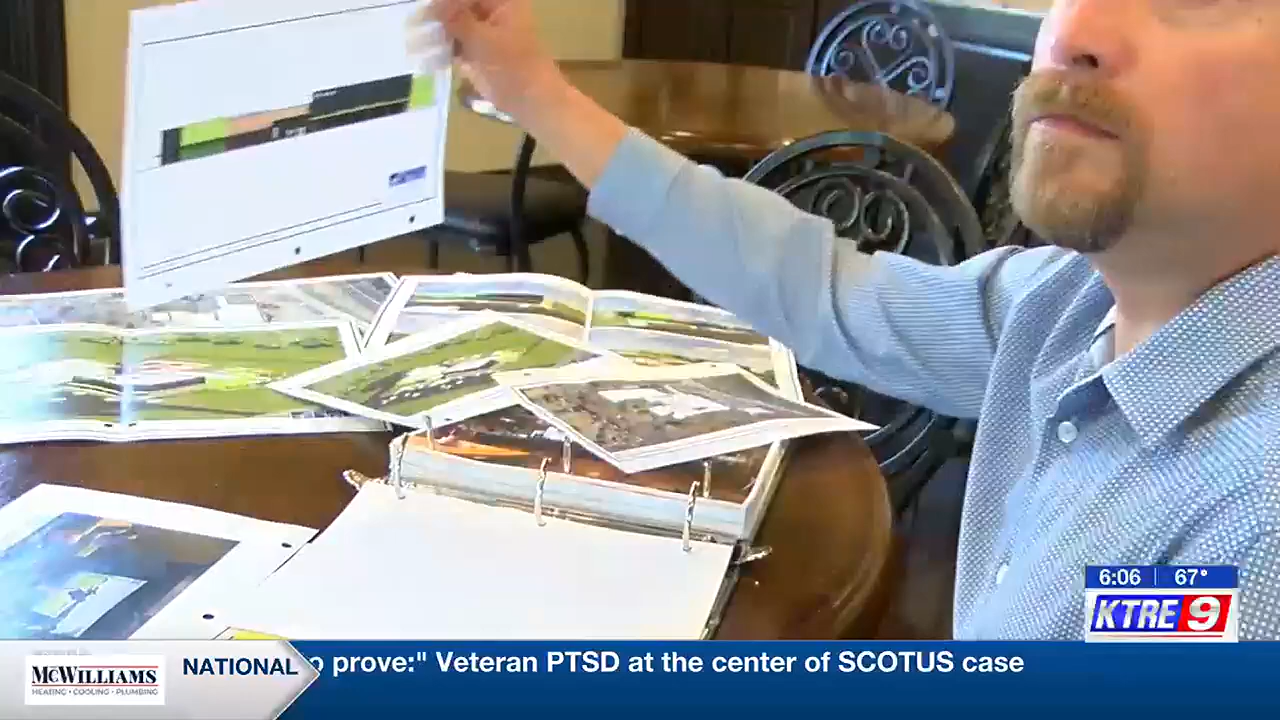 6:06 67°
KTRE 9
McWILLIAMS
HEATING • COOLING • PLUMBING
NATIONAL
prove:" Veteran PTSD at the center of SCOTUS case